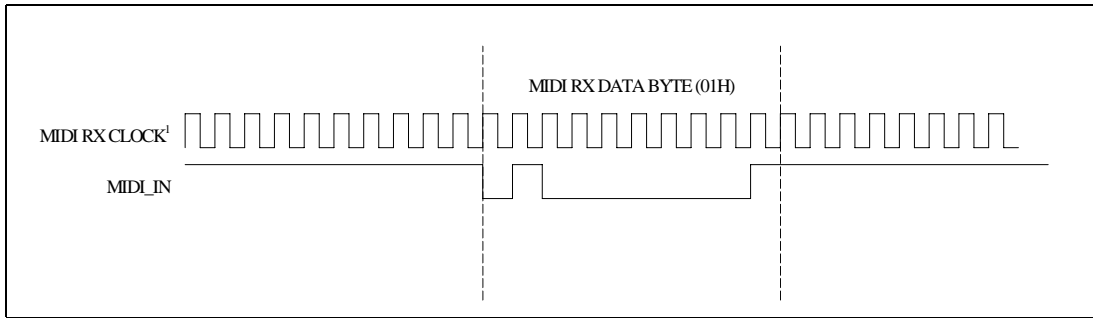 MIDI RX DATA BYTE (01H)
MIDI RX CLOCK¹
MIDI_IN